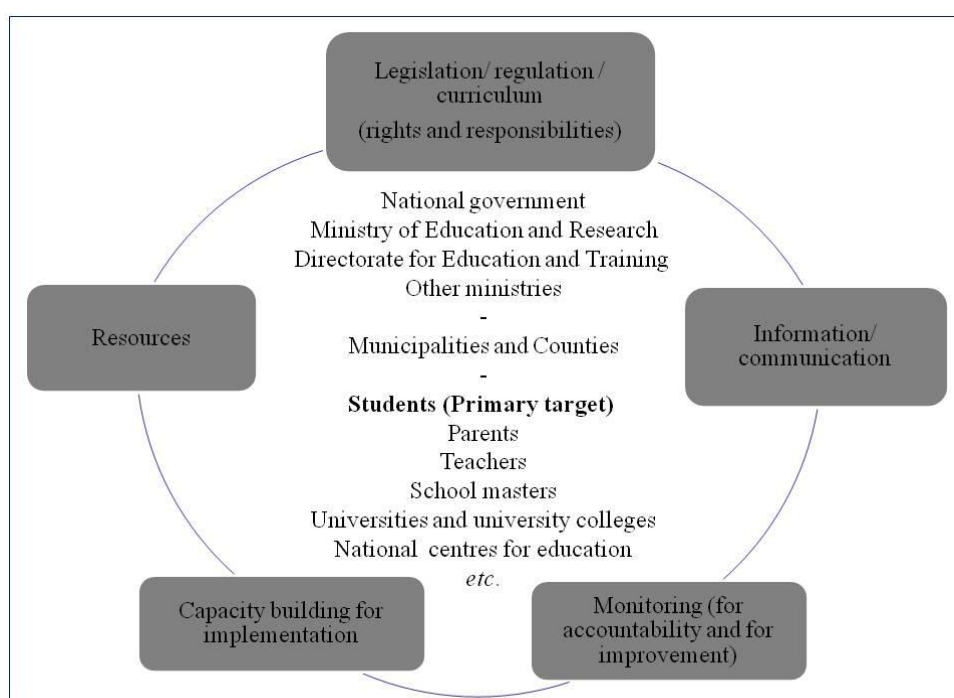 Legislation/ regulation /
curriculum
(rights and responsibilities)
National government
Ministry of Education and Research
Directorate for Education and Training
Other ministries
-
Municipalities and Counties
-
Students (Primary target)
Parents
Teachers
School masters
Universities and university colleges
National centres for education
etc.
Resources
Information/
communication
Capacity building for
implementation
Monitoring (for
accountability and for
improvement)